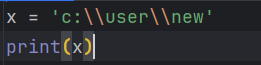 x = 'c:\\user\\new'
print(x)